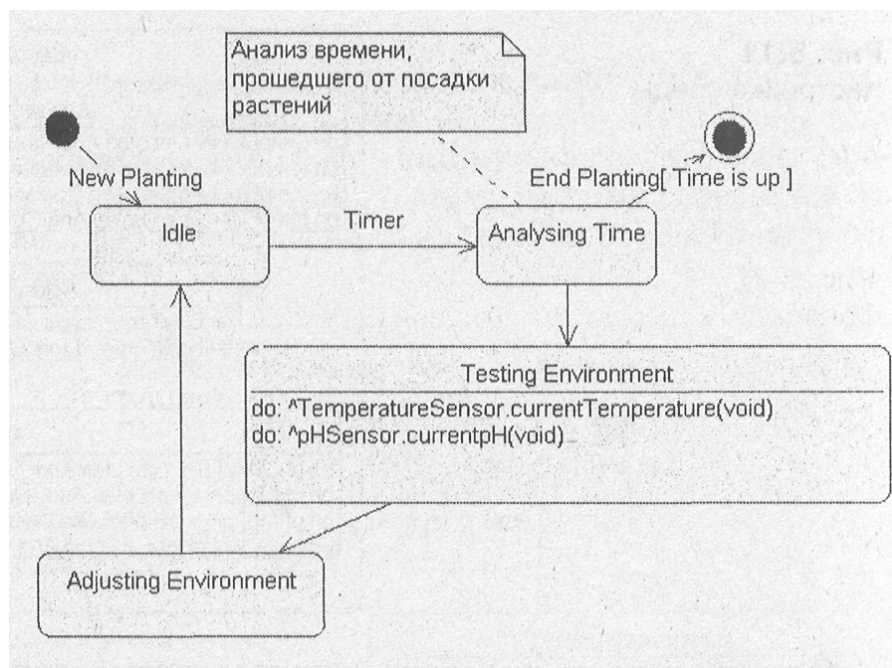 Анализ времени,
прошедшего от посадки
растений
New Planting
End Planting[ Time is up ]
Idle
Timer
Analysing Time
Testing Environment
do: ^TemperatureSensor.currentTemperature(void)
do: ^pHSensor.currentpH(void)
Adjusting Environment